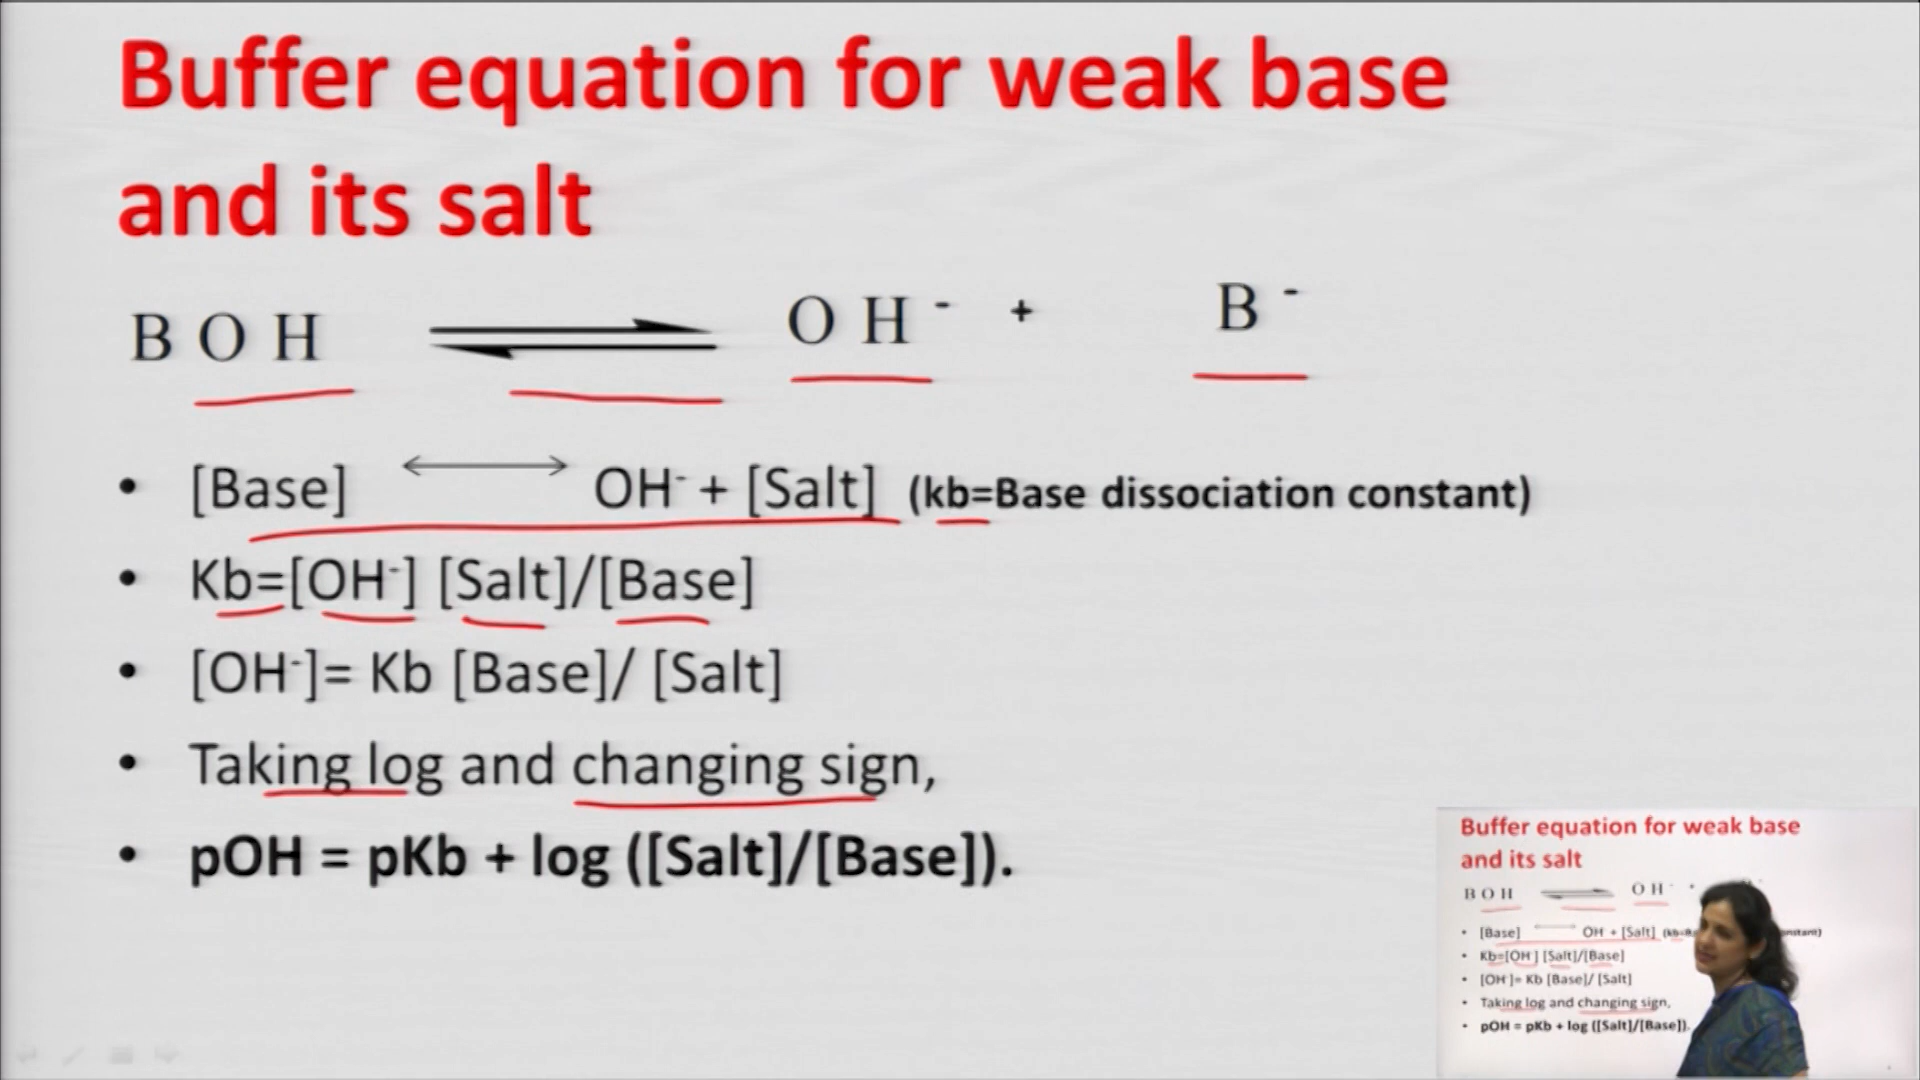 Buffer equation for weak base
and its salt
B O H ⇌ O H - + B -
• [Base] ⟷ OH- + [Salt] (kb=Base dissociation constant)
• Kb=[OH-] [Salt]/[Base]
• [OH-]= Kb [Base]/ [Salt]
• Taking log and changing sign,
• pOH = pKb + log ([Salt]/[Base]).
Buffer equation for weak base
and its salt
B O H ⇌ O H -
• [Base] ⟷ OH + [Salt]
• Kb=[OH ] [Salt]/[Base]
• [OH ]= Kb [Base]/ [Salt]
• Taking log and changing sign,
• pOH = pKb + log ([Salt]/[Base]).